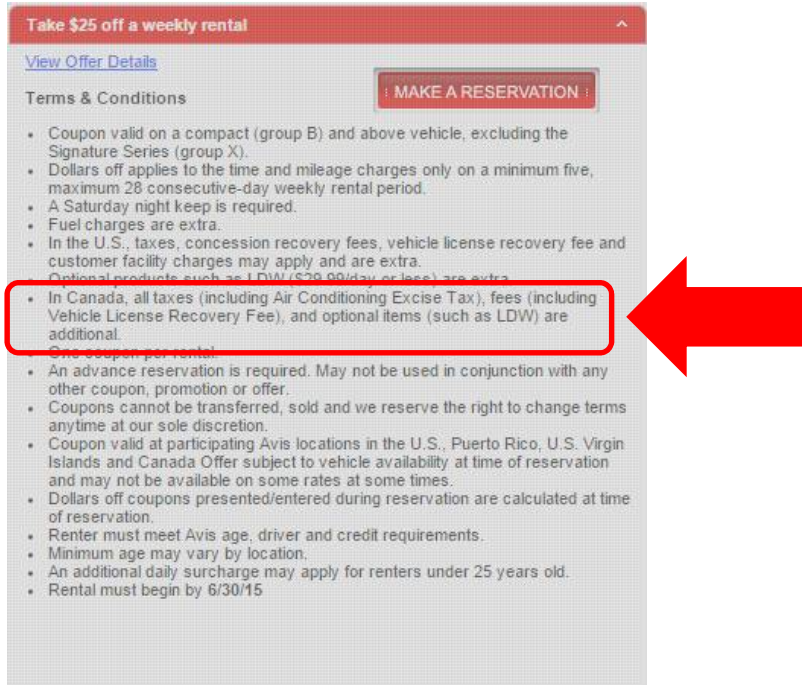 Take $25 off a weekly rental
View Offer Details
MAKE A RESERVATION
Terms & Conditions
• Coupon valid on a compact (group B) and above vehicle, excluding the
Signature Series (group X).
• Dollars off applies to the time and mileage charges only on a minimum five,
maximum 28 consecutive-day weekly rental period.
• A Saturday night keep is required.
• Fuel charges are extra.
• In the U.S., taxes, concession recovery fees, vehicle license recovery fee and
customer facility charges may apply and are extra.
• Optional products such as LDW ($29.99/day or less) are extra.
• In Canada, all taxes (including Air Conditioning Excise Tax), fees (including
Vehicle License Recovery Fee), and optional items (such as LDW) are
additional.
• One coupon per rental.
• An advance reservation is required. May not be used in conjunction with any
other coupon, promotion or offer.
• Coupons cannot be transferred, sold and we reserve the right to change terms
anytime at our sole discretion.
• Coupon valid at participating Avis locations in the U.S., Puerto Rico, U.S. Virgin
Islands and Canada Offer subject to vehicle availability at time of reservation
and may not be available on some rates at some times.
• Dollars off coupons presented/entered during reservation are calculated at time
of reservation.
• Renter must meet Avis age, driver and credit requirements.
• Minimum age may vary by location.
• An additional daily surcharge may apply for renters under 25 years old.
• Rental must begin by 6/30/15